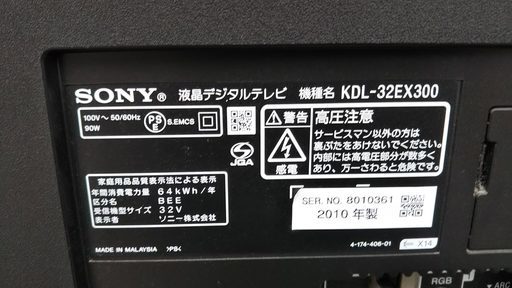 SONY® 液晶デジタルテレビ 機種名 KDL-32EX300
100V～50/60Hz
90W
PS
E
S.EMCS
JQA
⚠警告
感電
高圧注意
サービスマン以外の方は
裏ぶたをあけないでください。
内部には高電圧部分が数多く
あり、万一さわると危険です。
家庭用品品質表示法による表示
年間消費電力量 64kWh/年
区分名 BEE
受信機型サイズ 32V
表示者 ソニー株式会社
SER. NO. 8010361
2010 年製
MADE IN MALAYSIA >PS<
4-174-406-01
X14
RGB
ARC